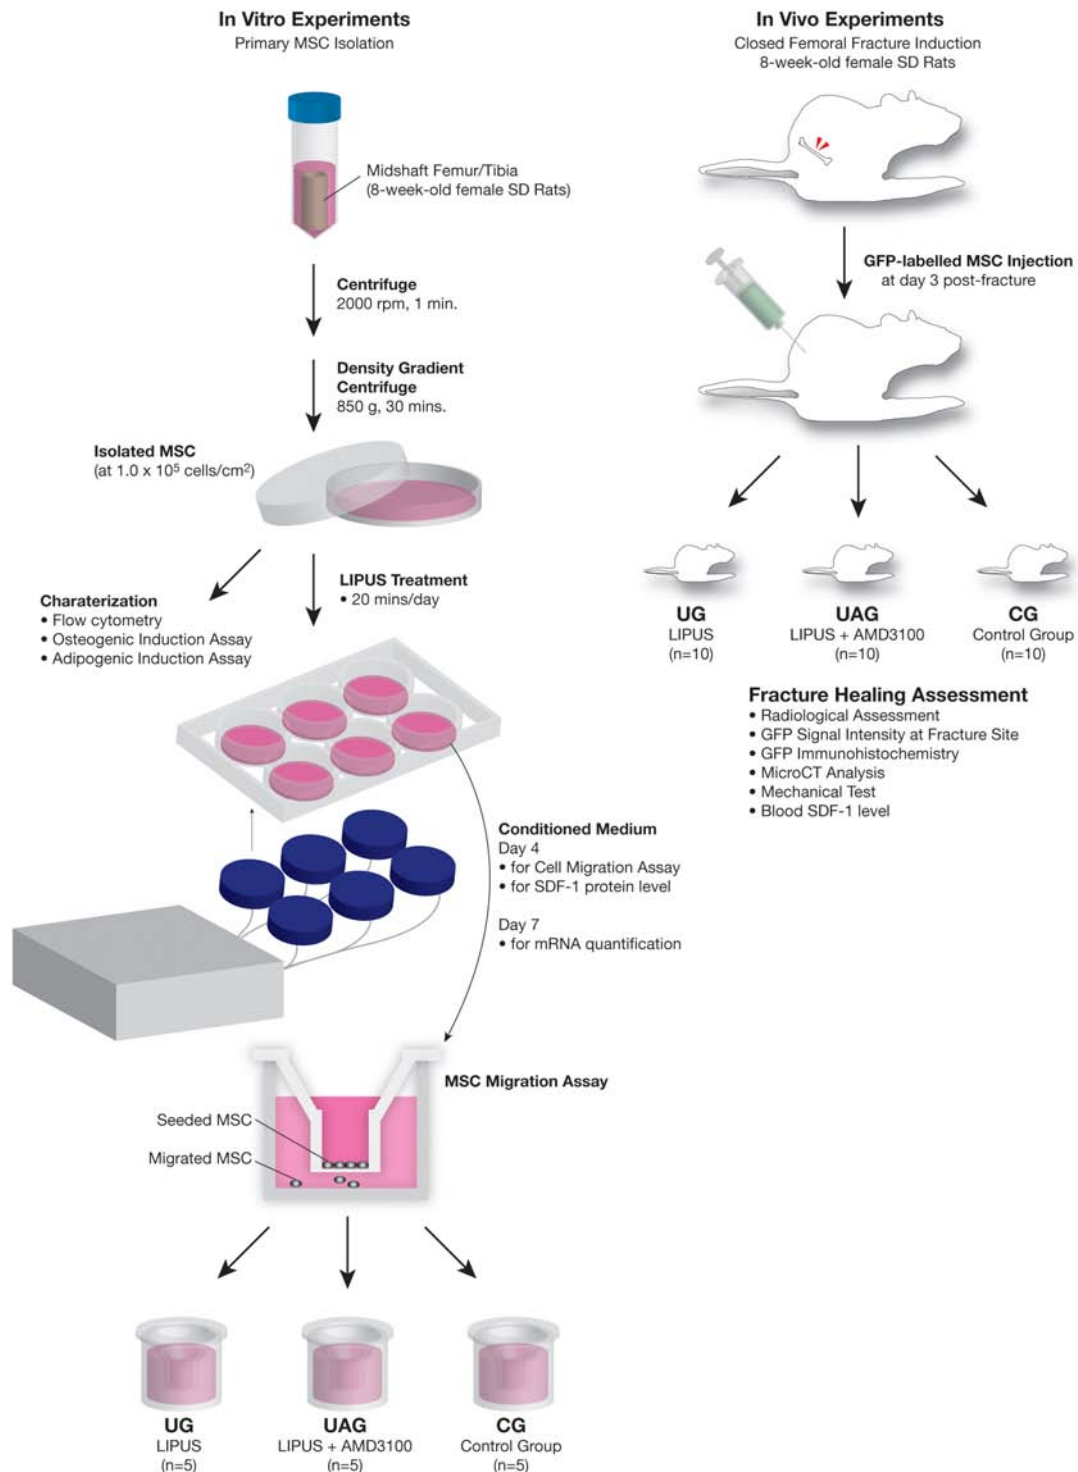 In Vitro Experiments
Primary MSC Isolation
Midshaft Femur/Tibia
(8-week-old female SD Rats)
Centrifuge
2000 rpm, 1 min.
Density Gradient
Centrifuge
850 g, 30 mins.
Isolated MSC
(at 1.0 x 10⁵ cells/cm²)
Charaterization
• Flow cytometry
• Osteogenic Induction Assay
• Adipogenic Induction Assay
LIPUS Treatment
• 20 mins/day
Conditioned Medium
Day 4
• for Cell Migration Assay
• for SDF-1 protein level
Day 7
• for mRNA quantification
MSC Migration Assay
Seeded MSC
Migrated MSC
UG
LIPUS
(n=5)
UAG
LIPUS + AMD3100
(n=5)
CG
Control Group
(n=5)
In Vivo Experiments
Closed Femoral Fracture Induction
8-week-old female SD Rats
GFP-labelled MSC Injection
at day 3 post-fracture
UG
LIPUS
(n=10)
UAG
LIPUS + AMD3100
(n=10)
CG
Control Group
(n=10)
Fracture Healing Assessment
• Radiological Assessment
• GFP Signal Intensity at Fracture Site
• GFP Immunohistochemistry
• MicroCT Analysis
• Mechanical Test
• Blood SDF-1 level